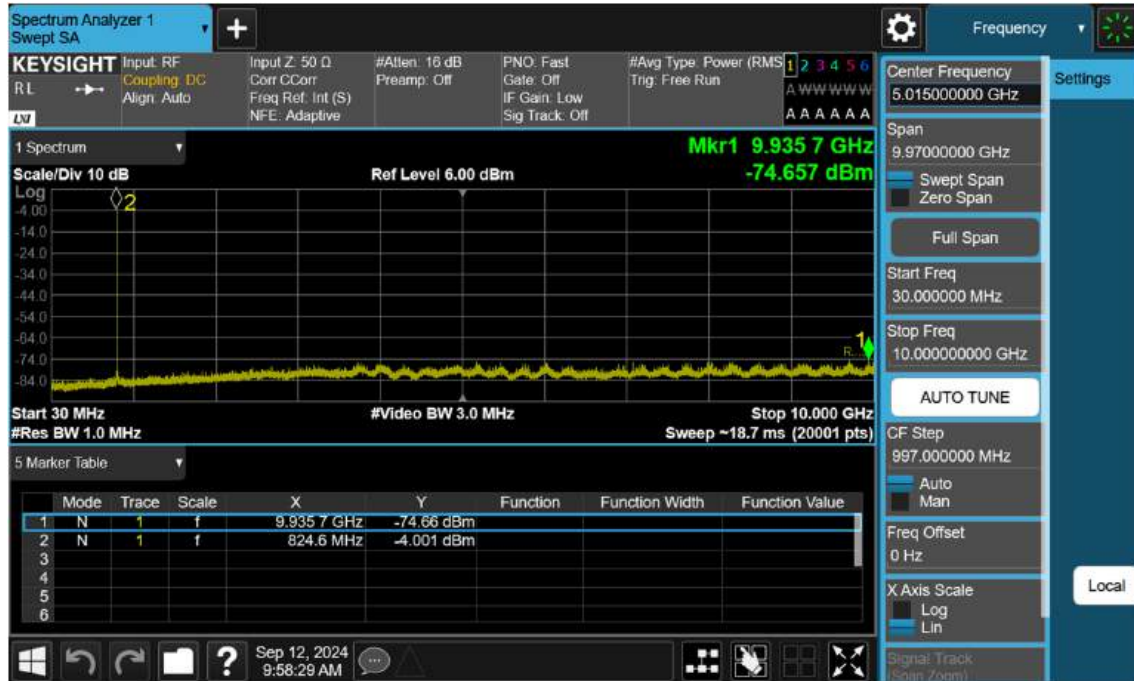 Spectrum Analyzer 1
Swept SA
Frequency
KEYSIGHT
RL
LXI
Input: RF
Coupling: DC
Align: Auto
Input Z: 50 Ω
Corr CCorr
Freq Ref: Int (S)
NFE: Adaptive
#Atten: 16 dB
Preamp: Off
PNO: Fast
Gate: Off
IF Gain: Low
Sig Track: Off
#Avg Type: Power (RMS
Trig: Free Run
1 2 3 4 5 6
A W W W W W
A A A A A A
1 Spectrum
Scale/Div 10 dB
Ref Level 6.00 dBm
Mkr1 9.935 7 GHz
-74.657 dBm
Log
-4.00
-14.0
-24.0
-34.0
-44.0
-54.0
-64.0
-74.0
-84.0
2
1
R...
Start 30 MHz
#Video BW 3.0 MHz
Stop 10.000 GHz
#Res BW 1.0 MHz
Sweep ~18.7 ms (20001 pts)
5 Marker Table
Mode Trace Scale X Y Function Function Width Function Value
1 N 1 f 9.935 7 GHz -74.66 dBm
2 N 1 f 824.6 MHz -4.001 dBm
3
4
5
6
Sep 12, 2024
9:58:29 AM
Center Frequency
5.015000000 GHz
Settings
Span
9.97000000 GHz
Swept Span
Zero Span
Full Span
Start Freq
30.000000 MHz
Stop Freq
10.000000000 GHz
AUTO TUNE
CF Step
997.000000 MHz
Auto
Man
Freq Offset
0 Hz
X Axis Scale
Log
Lin
Local
Signal Track
(Span Zoom)